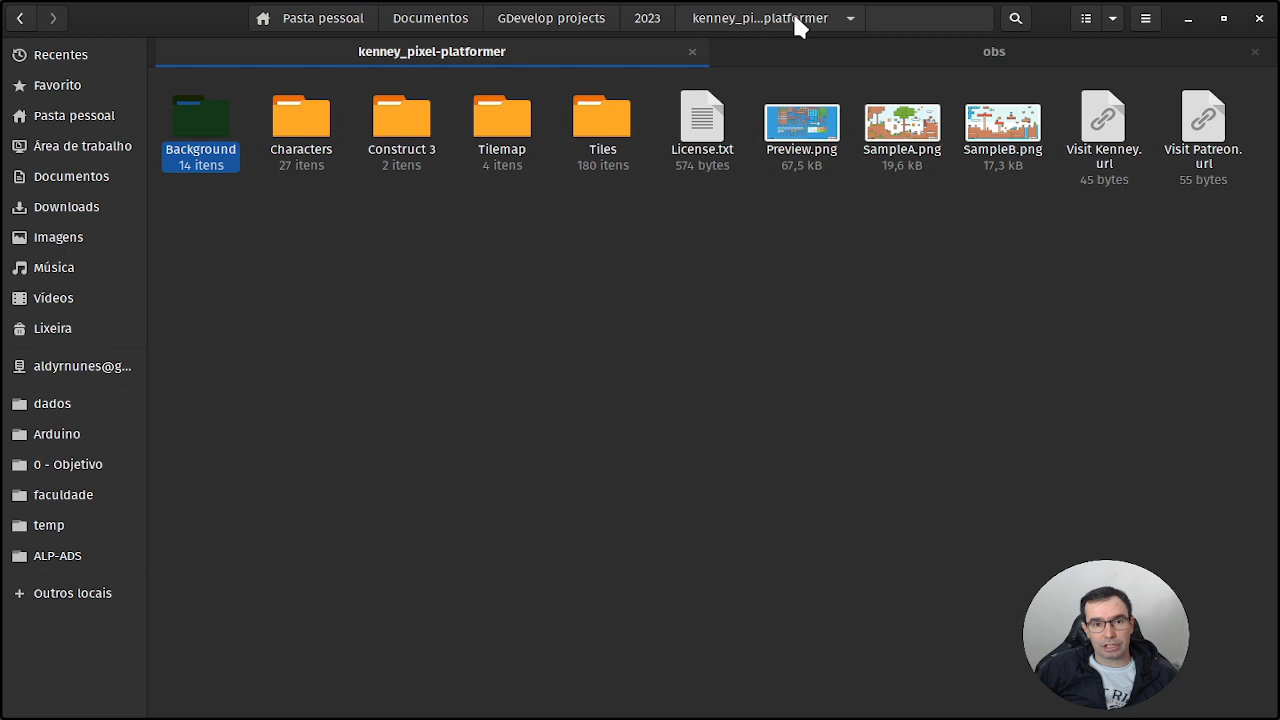 Pasta pessoal
Documentos
GDevelop projects
2023
kenney_pi...platformer
kenney_pixel-platformer
obs
Recentes
Favorito
Pasta pessoal
Área de trabalho
Documentos
Downloads
Imagens
Música
Vídeos
Lixeira
aldyrnunes@g...
dados
Arduino
0 - Objetivo
faculdade
temp
ALP-ADS
Outros locais
Background
14 itens
Characters
27 itens
Construct 3
2 itens
Tilemap
4 itens
Tiles
180 itens
License.txt
574 bytes
Preview.png
67,5 kB
SampleA.png
19,6 kB
SampleB.png
17,3 kB
Visit Kenney.
url
45 bytes
Visit Patreon.
url
55 bytes